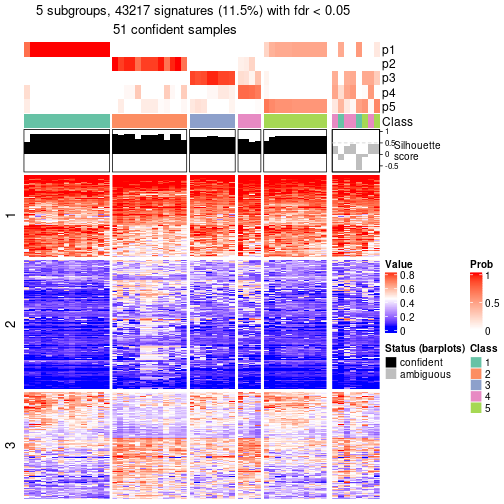 5 subgroups, 43217 signatures (11.5%) with fdr < 0.05
51 confident samples
p1
p2
p3
p4
p5
Class
1
0.5
0
-0.5
Silhouette
score
1
2
3
Value
0.8
0.6
0.4
0.2
0
Prob
1
0.5
0
Status (barplots)
confident
ambiguous
Class
1
2
3
4
5